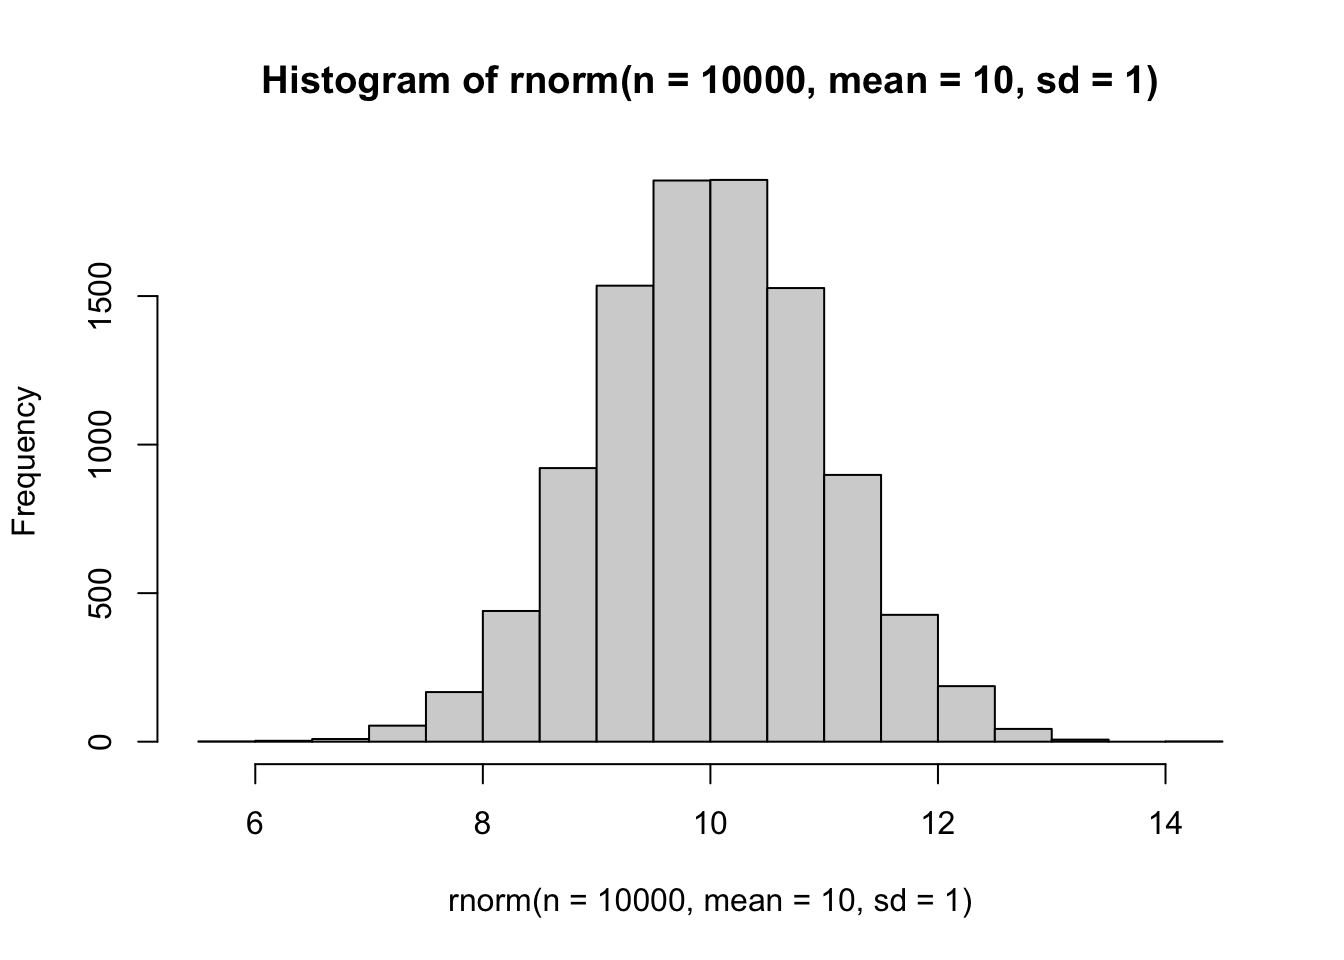 Histogram of rnorm(n = 10000, mean = 10, sd = 1)
Frequency
1500
1000
500
0
6 8 10 12 14
rnorm(n = 10000, mean = 10, sd = 1)